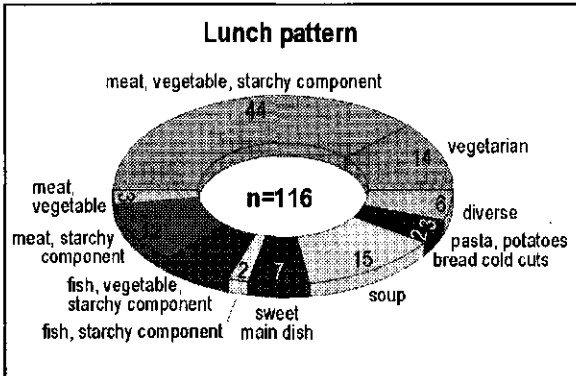 Lunch pattern
meat, vegetable, starchy component
44
vegetarian
14
meat,
vegetable
3
n=116
6
diverse
3
pasta, potatoes
2
bread cold cuts
meat, starchy
component
15
soup
fish, vegetable,
starchy component
2
fish, starchy component
7
sweet
main dish